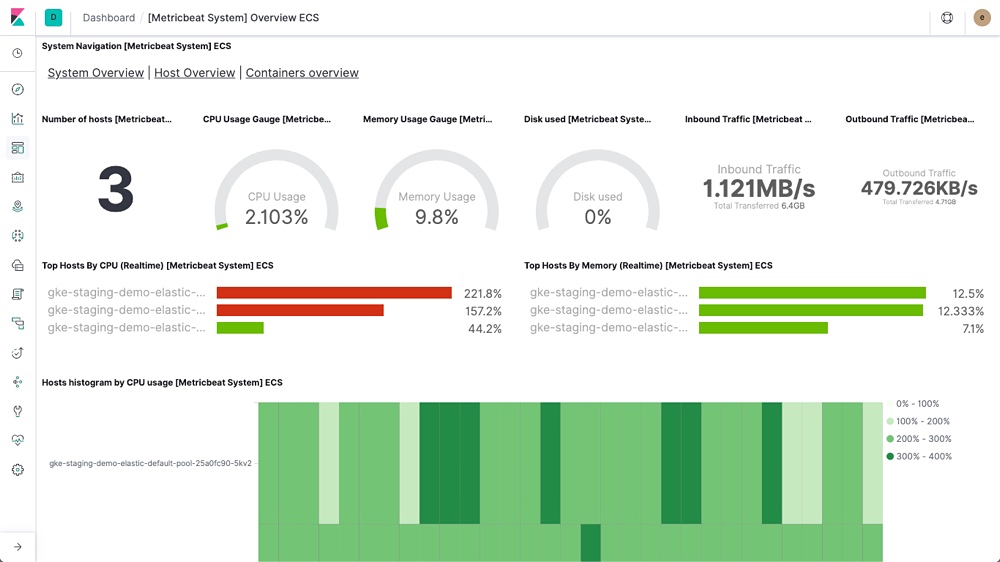 D Dashboard / [Metricbeat System] Overview ECS e
System Navigation [Metricbeat System] ECS
System Overview | Host Overview | Containers overview
Number of hosts [Metricbeat...
3
CPU Usage Gauge [Metricbe...
CPU Usage
2.103%
Memory Usage Gauge [Metri...
Memory Usage
9.8%
Disk used [Metricbeat Syste...
Disk used
0%
Inbound Traffic [Metricbeat ...
Inbound Traffic
1.121MB/s
Total Transferred 6.4GB
Outbound Traffic [Metricbea...
Outbound Traffic
479.726KB/s
Total Transferred 4.71GB
Top Hosts By CPU (Realtime) [Metricbeat System] ECS
gke-staging-demo-elastic-... 221.8%
gke-staging-demo-elastic-... 157.2%
gke-staging-demo-elastic-... 44.2%
Top Hosts By Memory (Realtime) [Metricbeat System] ECS
gke-staging-demo-elastic-... 12.5%
gke-staging-demo-elastic-... 12.333%
gke-staging-demo-elastic-... 7.1%
Hosts histogram by CPU usage [Metricbeat System] ECS
gke-staging-demo-elastic-default-pool-25a0fc90-5kv2
0% - 100%
100% - 200%
200% - 300%
300% - 400%